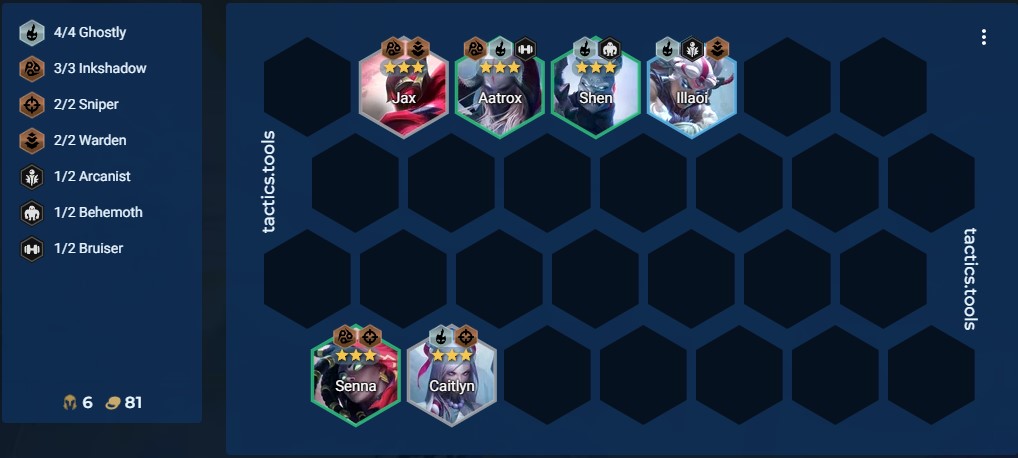 4/4 Ghostly
3/3 Inkshadow
2/2 Sniper
2/2 Warden
1/2 Arcanist
1/2 Behemoth
1/2 Bruiser
6 81
tactics.tools
Jax
Aatrox
Shen
Illaoi
Senna
Caitlyn
tactics.tools